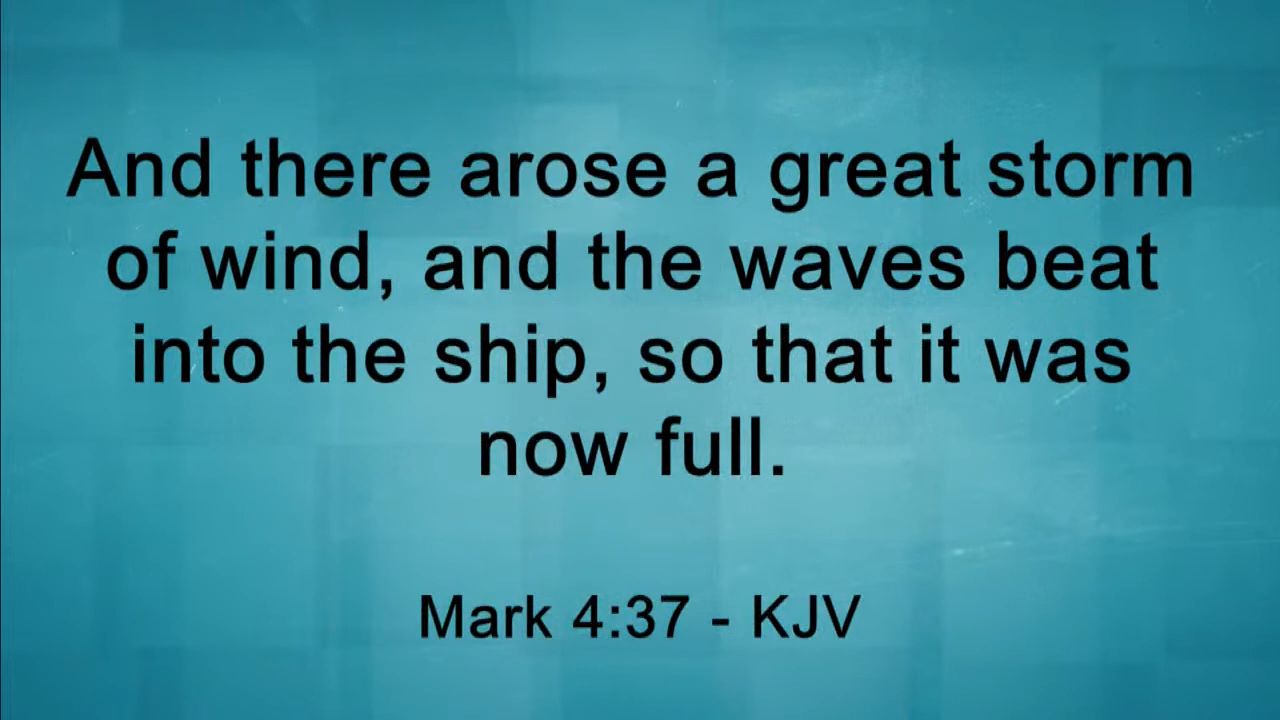 And there arose a great storm
of wind, and the waves beat
into the ship, so that it was
now full.
Mark 4:37 - KJV